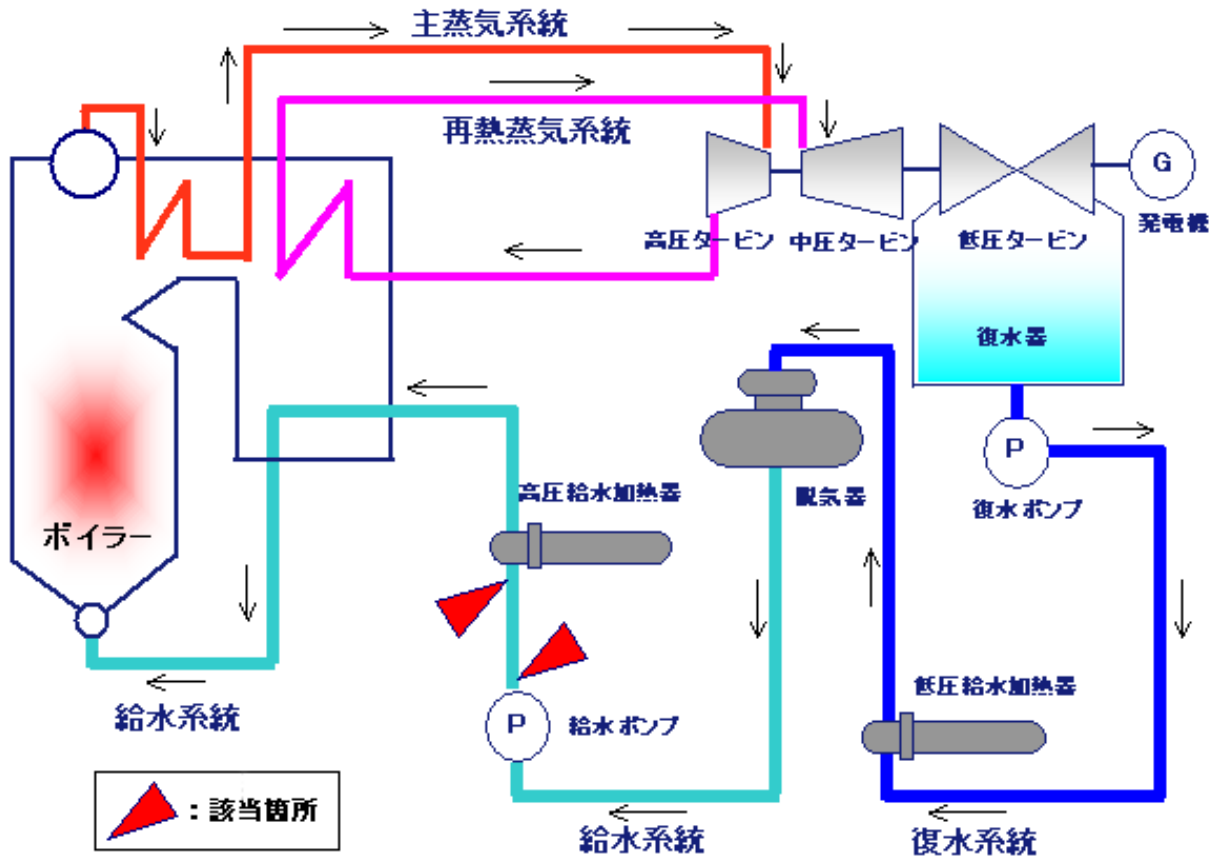 主蒸気系統
再熱蒸気系統
G
発電機
高圧タービン
中圧タービン
低圧タービン
復水器
P
復水ポンプ
脱気器
高圧給水加熱器
ボイラー
低圧給水加熱器
P
給水ポンプ
給水系統
：該当箇所
給水系統
復水系統